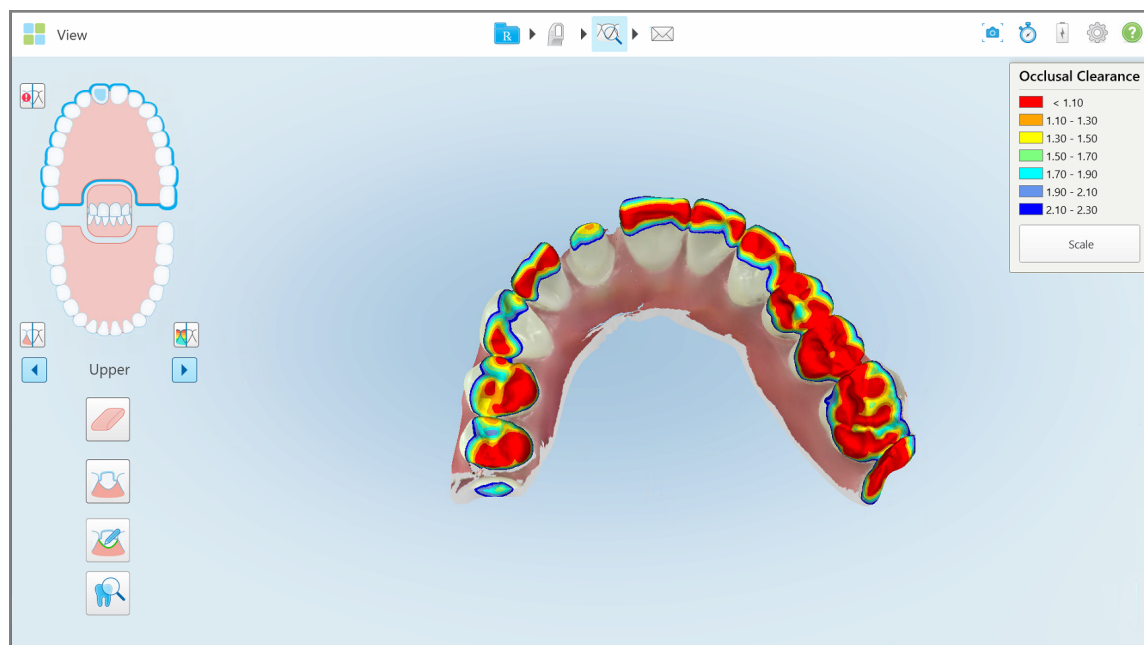 View
R
Occlusal Clearance
< 1.10
1.10 - 1.30
1.30 - 1.50
1.50 - 1.70
1.70 - 1.90
1.90 - 2.10
2.10 - 2.30
Scale
Upper